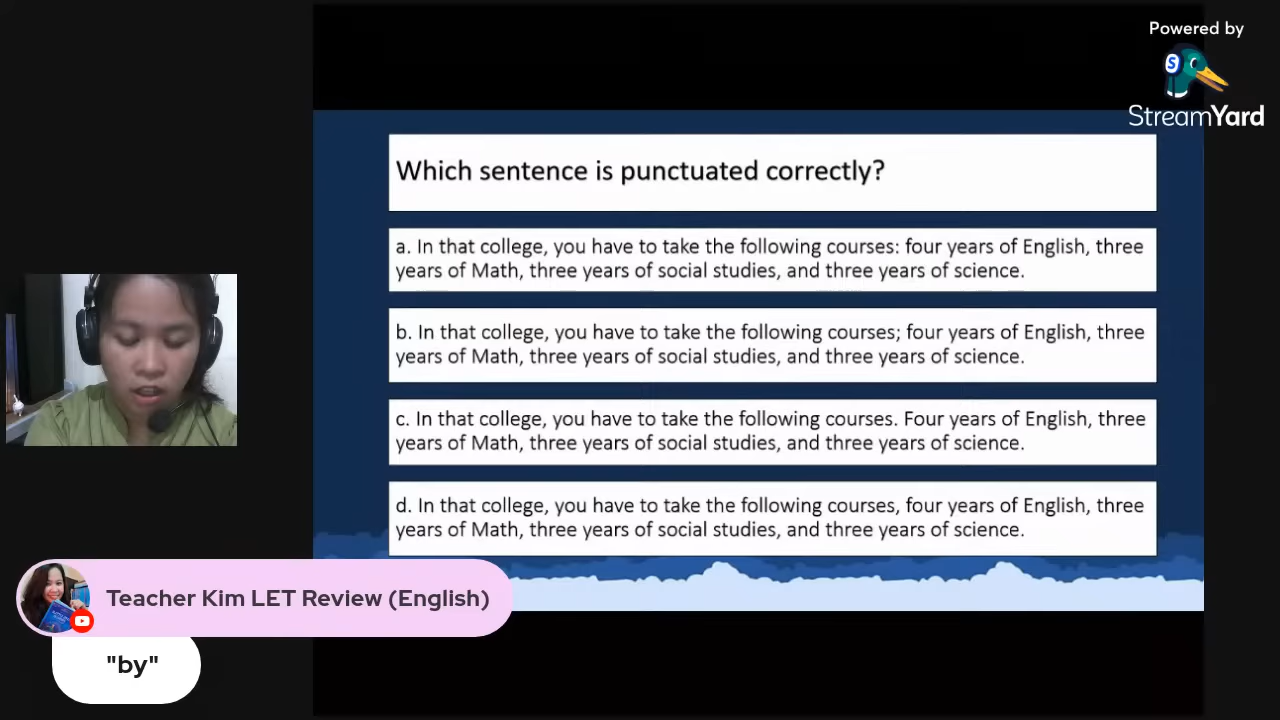 Powered by
StreamYard
Which sentence is punctuated correctly?
a. In that college, you have to take the following courses: four years of English, three
years of Math, three years of social studies, and three years of science.
b. In that college, you have to take the following courses; four years of English, three
years of Math, three years of social studies, and three years of science.
c. In that college, you have to take the following courses. Four years of English, three
years of Math, three years of social studies, and three years of science.
d. In that college, you have to take the following courses, four years of English, three
years of Math, three years of social studies, and three years of science.
Teacher Kim LET Review (English)
"by"